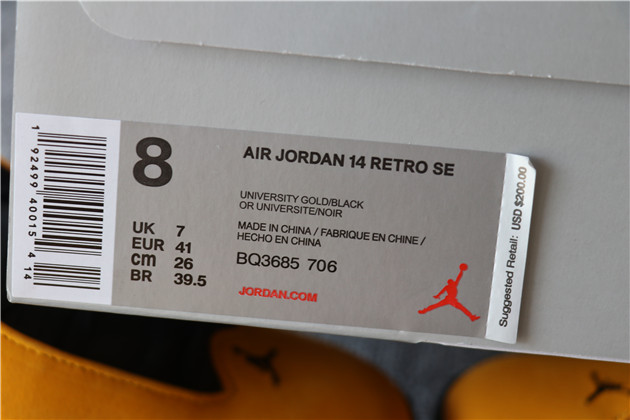 8
AIR JORDAN 14 RETRO SE
UNIVERSITY GOLD/BLACK
OR UNIVERSITE/NOIR
MADE IN CHINA / FABRIQUE EN CHINE /
HECHO EN CHINA
BQ3685 706
JORDAN.COM
UK 7
EUR 41
cm 26
BR 39.5
1 92499 40015 4 14
Suggested Retail: USD $200.00